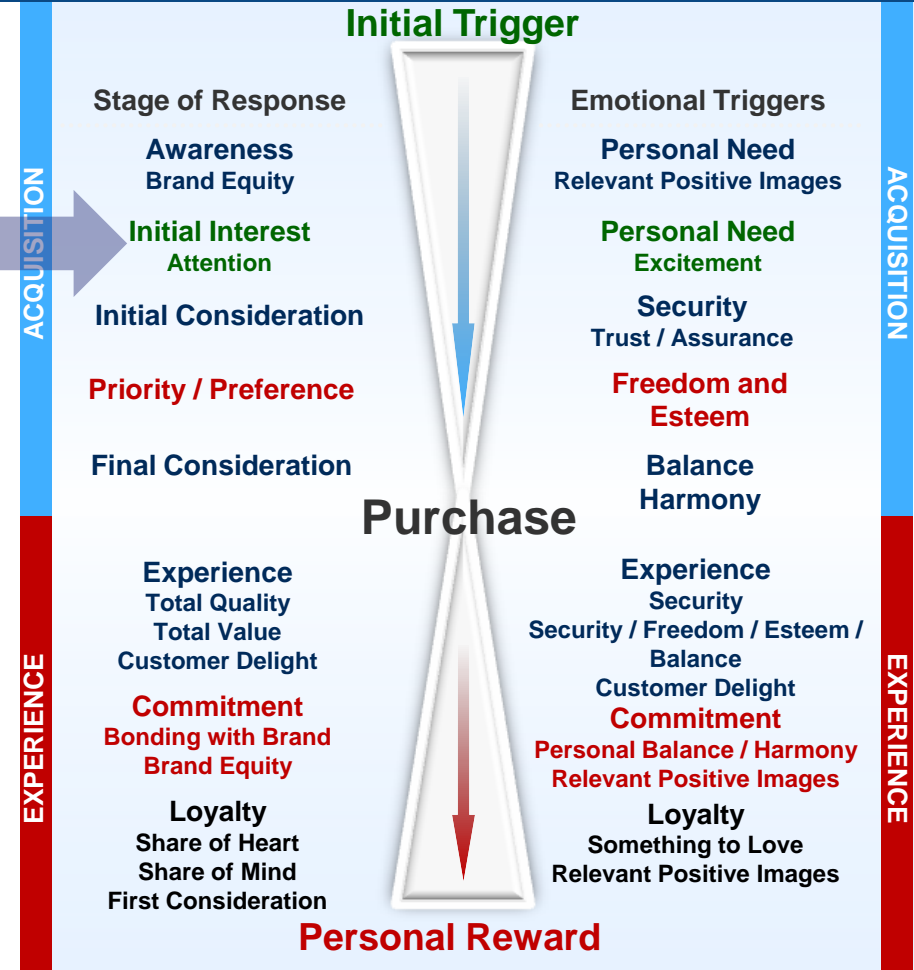 Initial Trigger
Stage of Response
Emotional Triggers
ACQUISITION
ACQUISITION
Awareness
Brand Equity
Personal Need
Relevant Positive Images
Initial Interest
Attention
Personal Need
Excitement
Initial Consideration
Security
Trust / Assurance
Priority / Preference
Freedom and
Esteem
Final Consideration
Balance
Harmony
Purchase
EXPERIENCE
EXPERIENCE
Experience
Total Quality
Total Value
Customer Delight
Experience
Security
Security / Freedom / Esteem /
Balance
Customer Delight
Commitment
Bonding with Brand
Brand Equity
Commitment
Personal Balance / Harmony
Relevant Positive Images
Loyalty
Share of Heart
Share of Mind
First Consideration
Loyalty
Something to Love
Relevant Positive Images
Personal Reward